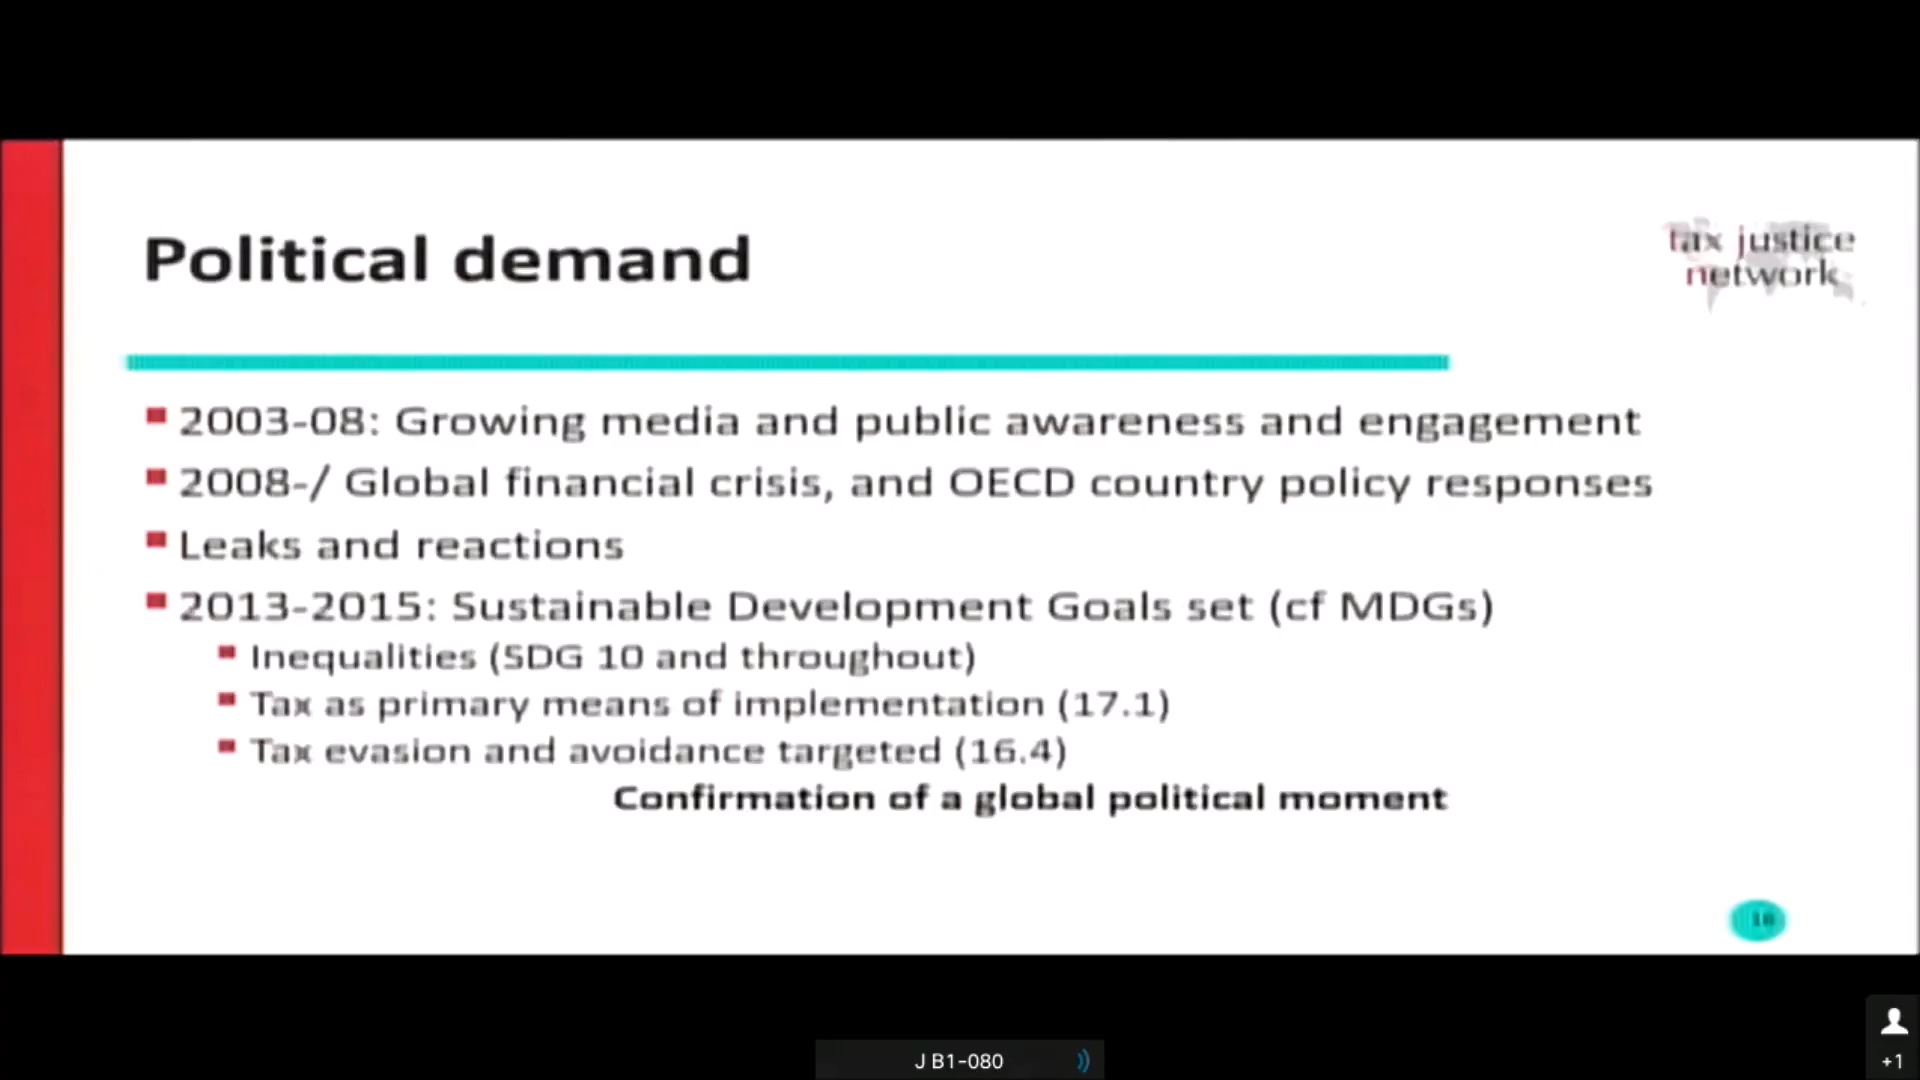 Political demand
tax justice
network
2003-08: Growing media and public awareness and engagement
2008-/ Global financial crisis, and OECD country policy responses
Leaks and reactions
2013-2015: Sustainable Development Goals set (cf MDGs)
Inequalities (SDG 10 and throughout)
Tax as primary means of implementation (17.1)
Tax evasion and avoidance targeted (16.4)
Confirmation of a global political moment
J B1-080
+1